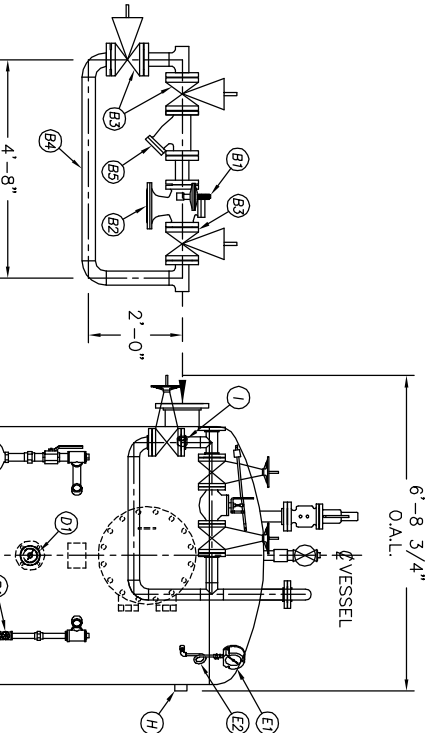 B3
B4
B5
B1
B2
B3
4'-8"
2'-0"
6'-8 3/4"
O.A.L.
℄ VESSEL
I
D1
E1
E2
H